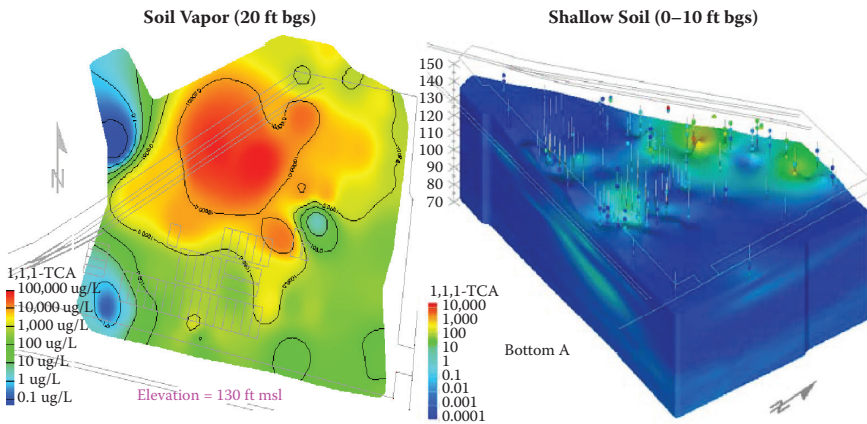 Soil Vapor (20 ft bgs)
N
1,1,1-TCA
100,000 ug/L
10,000 ug/L
1,000 ug/L
100 ug/L
10 ug/L
1 ug/L
0.1 ug/L
Elevation = 130 ft msl
Shallow Soil (0–10 ft bgs)
150
140
130
120
110
100
90
80
70
1,1,1-TCA
10,000
1,000
100
10
1
0.1
0.01
0.001
0.0001
Bottom A
N